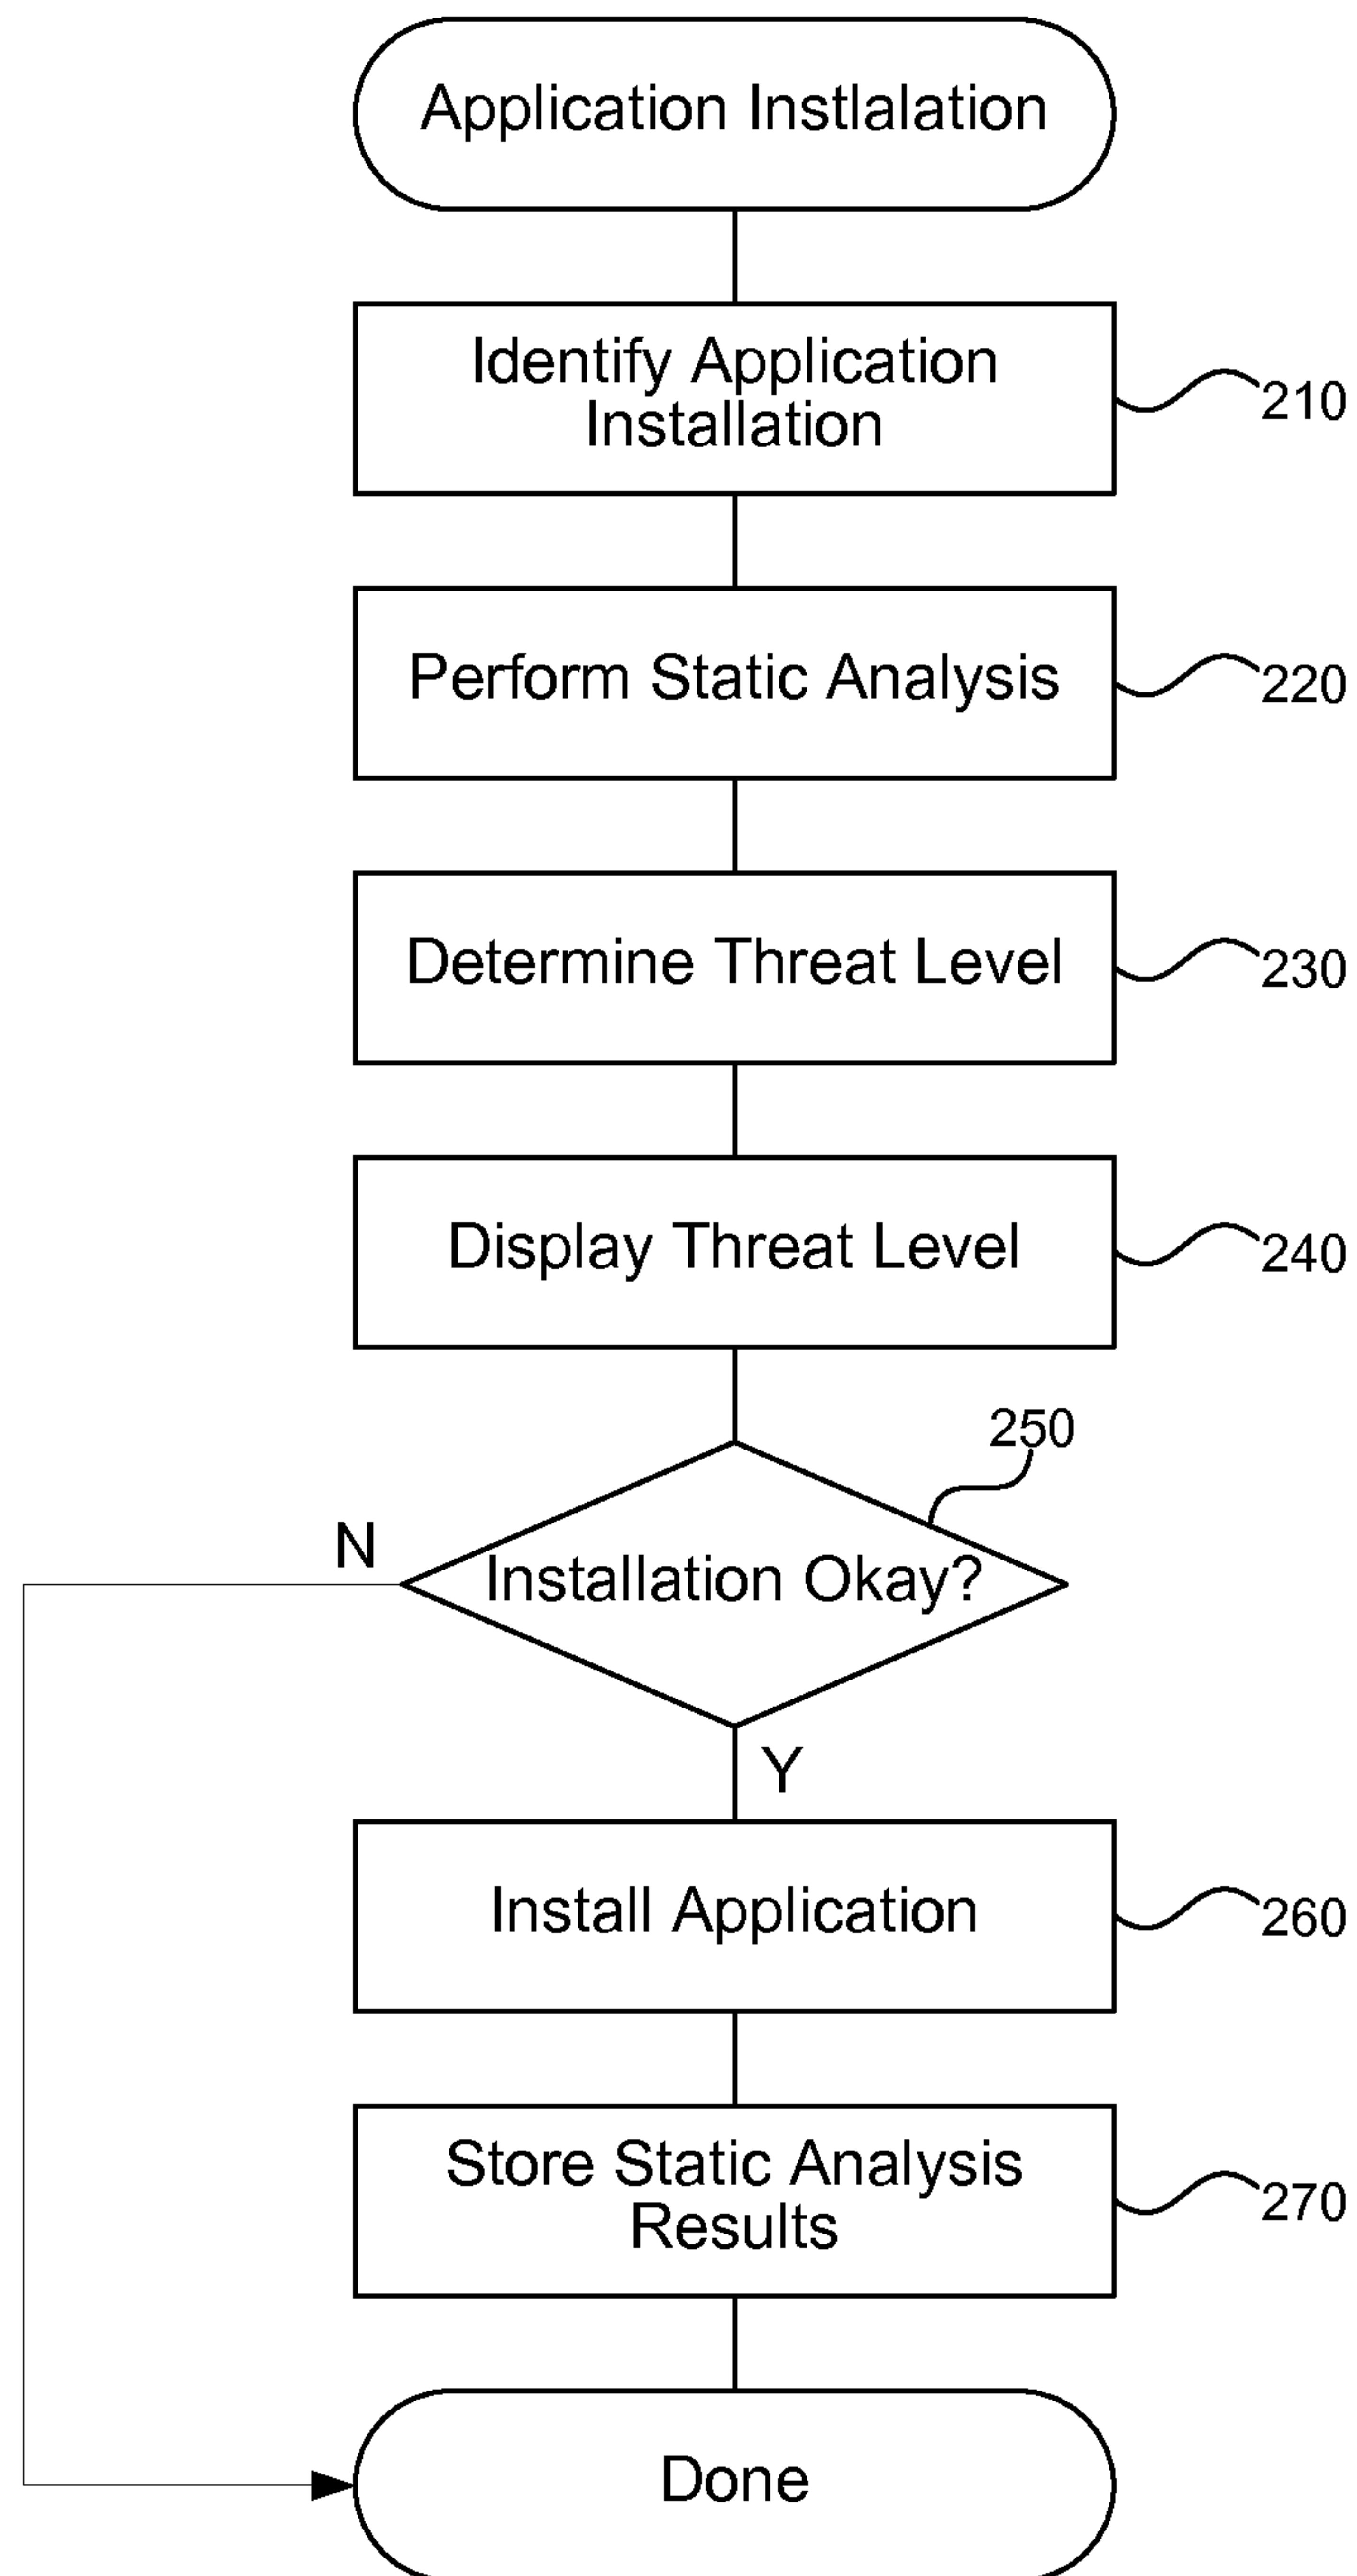 Application Instlalation
Identify Application
Installation
210
Perform Static Analysis
220
Determine Threat Level
230
Display Threat Level
240
250
N
Installation Okay?
Y
Install Application
260
Store Static Analysis
Results
270
Done